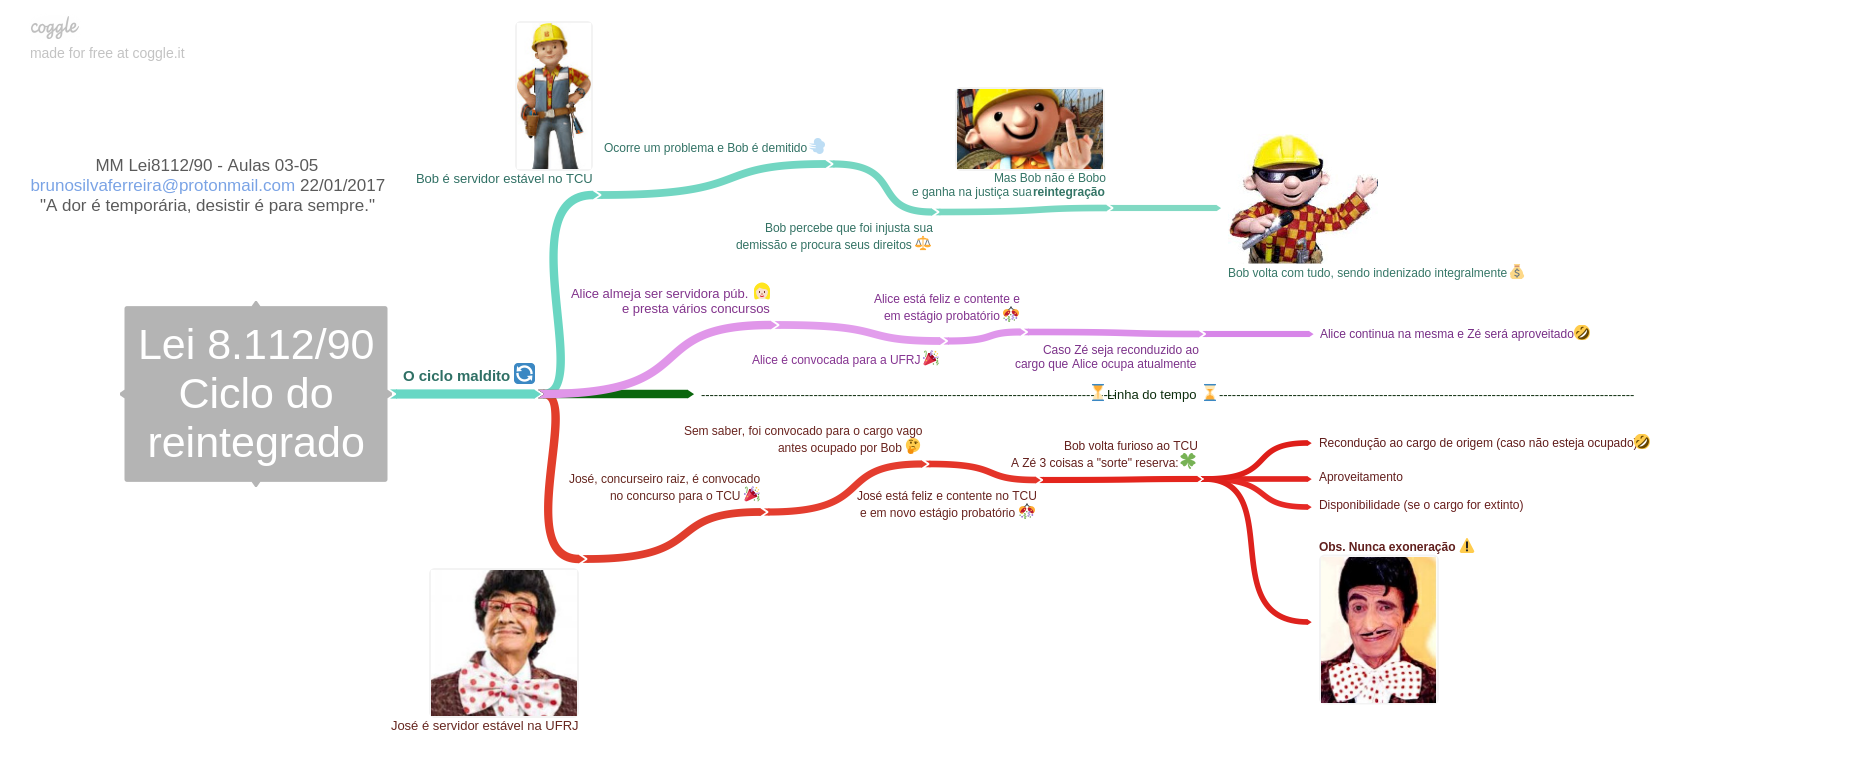 coggle
made for free at coggle.it
MM Lei8112/90 - Aulas 03-05
brunosilvaferreira@protonmail.com 22/01/2017
"A dor é temporária, desistir é para sempre."
Lei 8.112/90
Ciclo do
reintegrado
O ciclo maldito
Bob é servidor estável no TCU
Ocorre um problema e Bob é demitido
Bob percebe que foi injusta sua
demissão e procura seus direitos
Mas Bob não é Bobo
e ganha na justiça sua reintegração
Bob volta com tudo, sendo indenizado integralmente
Alice almeja ser servidora púb.
e presta vários concursos
Alice é convocada para a UFRJ
Alice está feliz e contente e
em estágio probatório
Caso Zé seja reconduzido ao
cargo que Alice ocupa atualmente
Alice continua na mesma e Zé será aproveitado
Linha do tempo
José é servidor estável na UFRJ
José, concurseiro raiz, é convocado
no concurso para o TCU
Sem saber, foi convocado para o cargo vago
antes ocupado por Bob
José está feliz e contente no TCU
e em novo estágio probatório
Bob volta furioso ao TCU
A Zé 3 coisas a "sorte" reserva:
Recondução ao cargo de origem (caso não esteja ocupado)
Aproveitamento
Disponibilidade (se o cargo for extinto)
Obs. Nunca exoneração